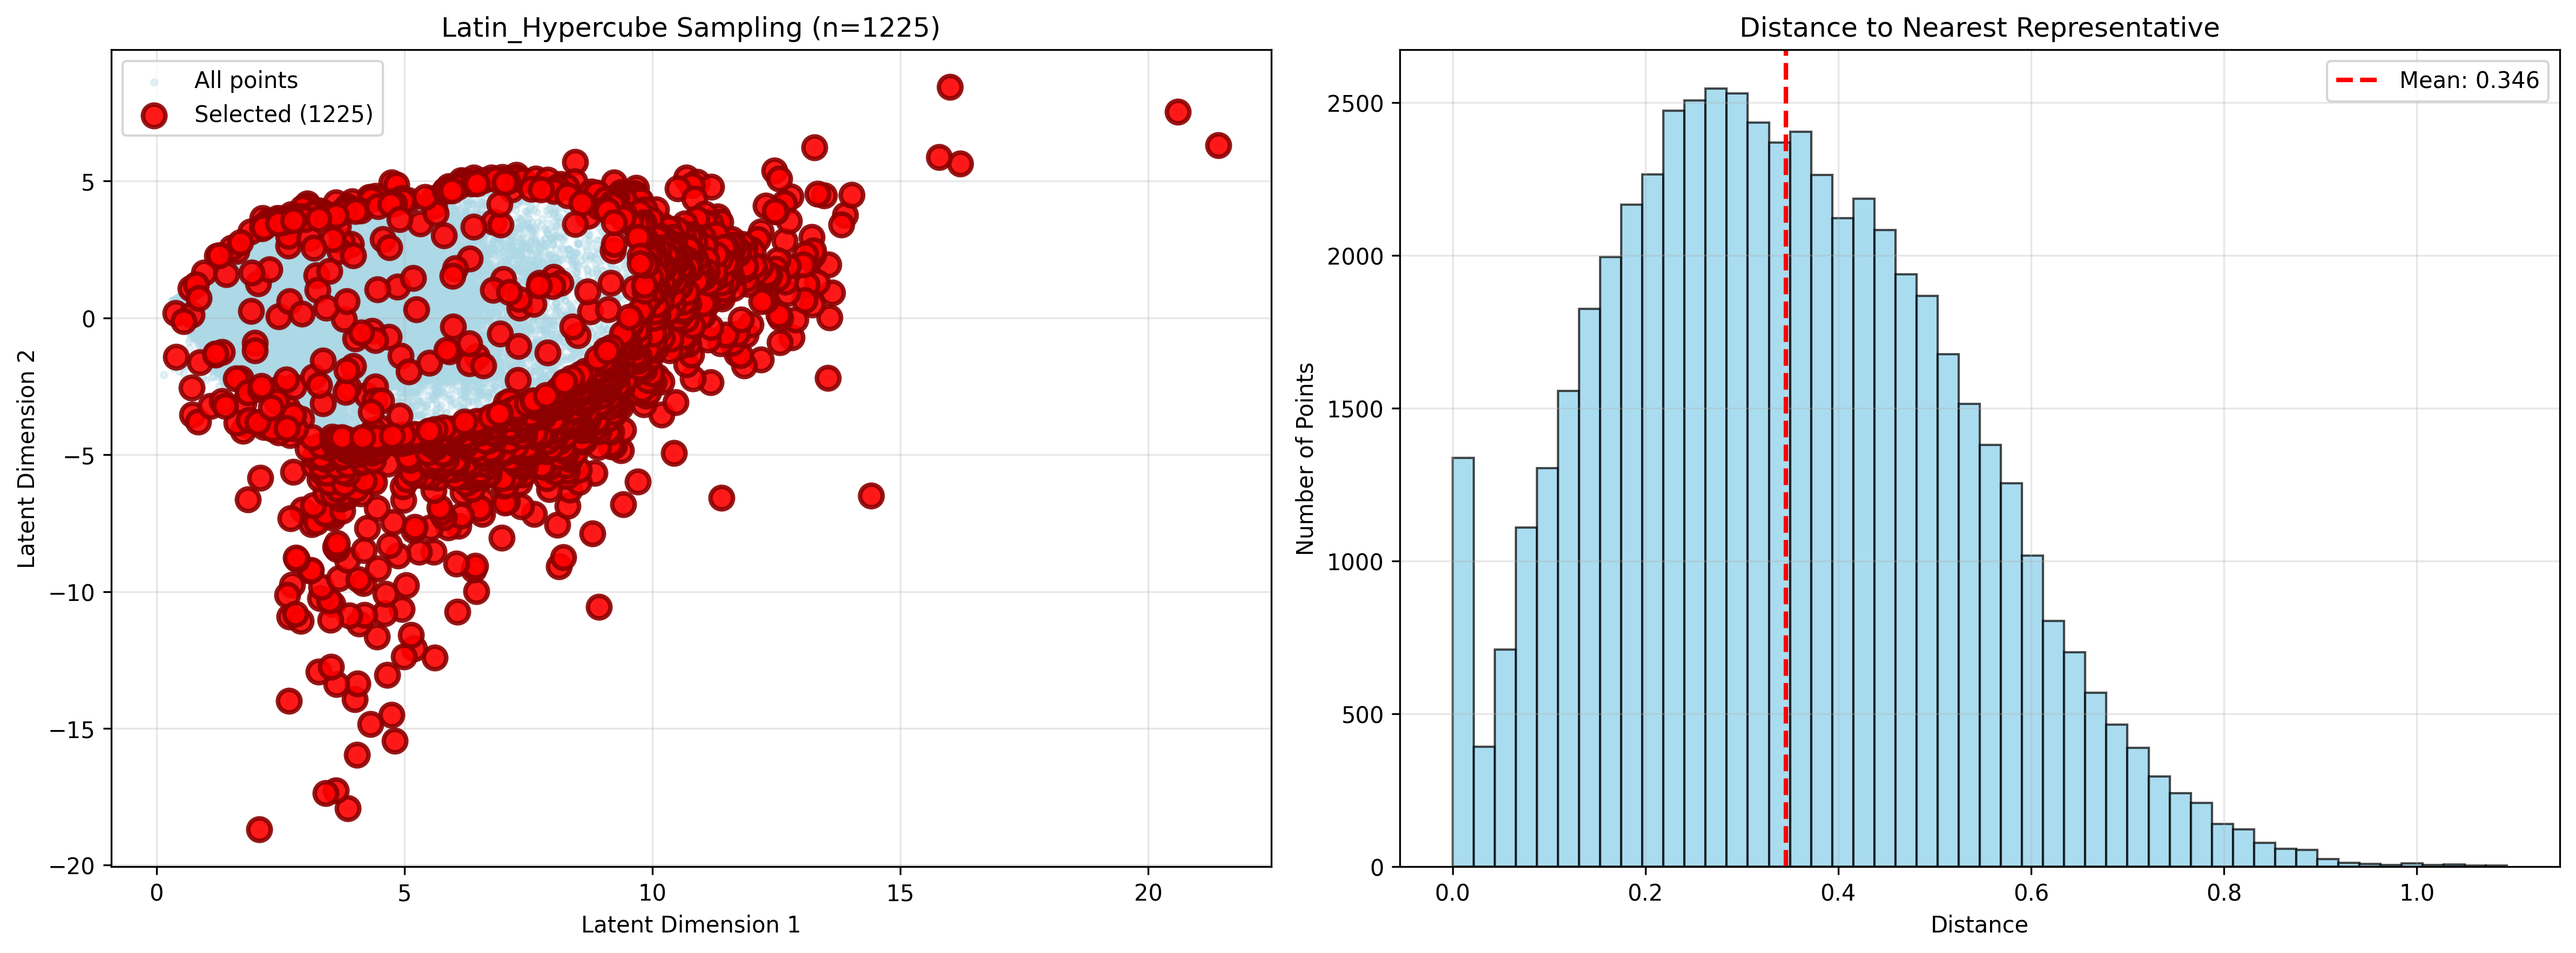 Latin_Hypercube Sampling (n=1225)
All points
Selected (1225)
5
0
−5
−10
−15
−20
Latent Dimension 2
0
5
10
15
20
Latent Dimension 1
Distance to Nearest Representative
Mean: 0.346
2500
2000
1500
1000
500
0
Number of Points
0.0
0.2
0.4
0.6
0.8
1.0
Distance